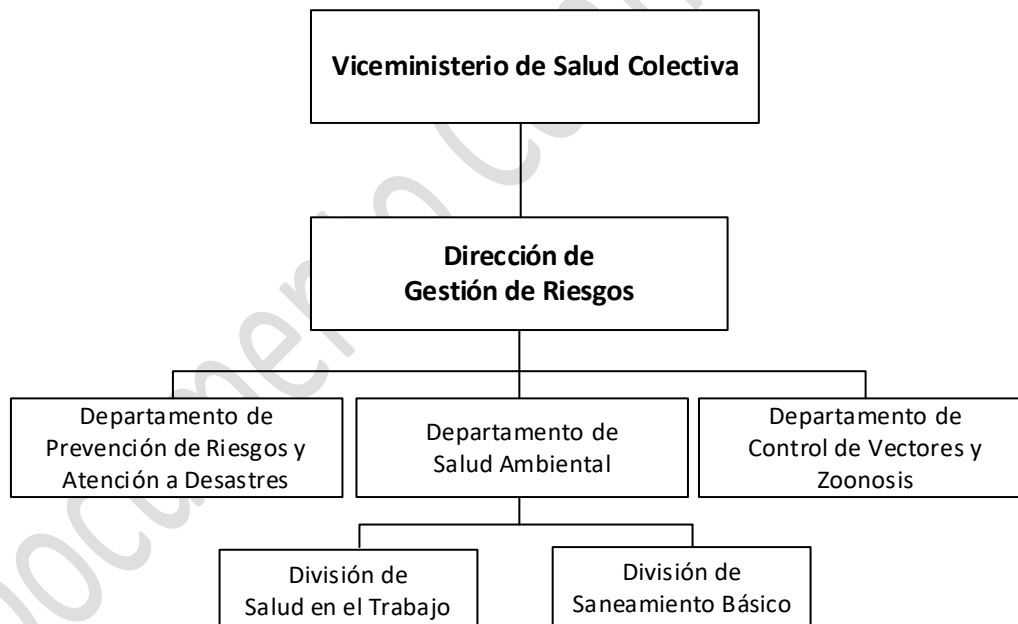 Viceministerio de Salud Colectiva
Dirección de
Gestión de Riesgos
Departamento de
Prevención de Riesgos y
Atención a Desastres
Departamento de
Salud Ambiental
Departamento de
Control de Vectores y
Zoonosis
División de
Salud en el Trabajo
División de
Saneamiento Básico
Documento